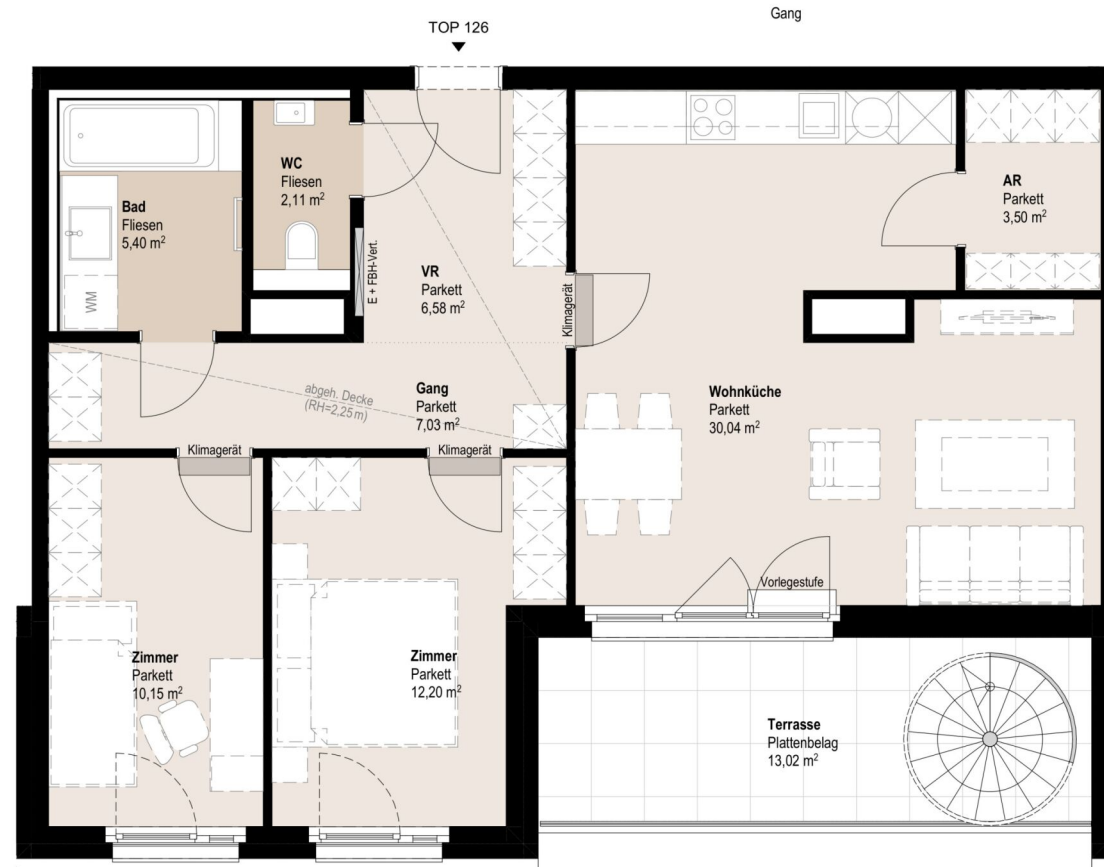 Gang
TOP 126
WC
Fliesen
2,11 m²
Bad
Fliesen
5,40 m²
WM
E + FBH-Vert.
VR
Parkett
6,58 m²
Klimagerät
AR
Parkett
3,50 m²
abgeh. Decke
(RH=2,25 m)
Gang
Parkett
7,03 m²
Wohnküche
Parkett
30,04 m²
Klimagerät
Klimagerät
Vorlegestufe
Zimmer
Parkett
10,15 m²
Zimmer
Parkett
12,20 m²
Terrasse
Plattenbelag
13,02 m²